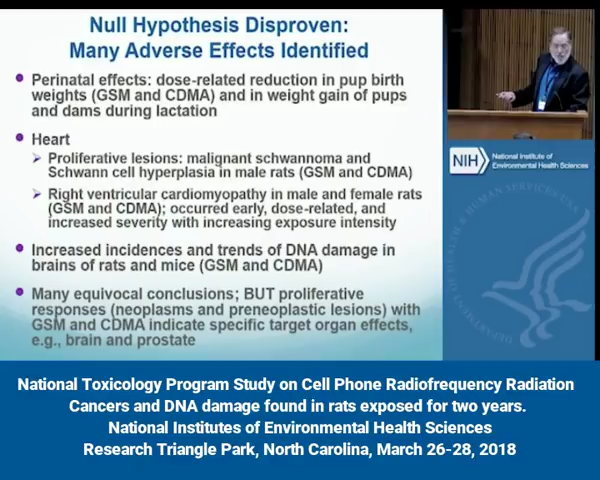 Null Hypothesis Disproven:
Many Adverse Effects Identified
Perinatal effects: dose-related reduction in pup birth
weights (GSM and CDMA) and in weight gain of pups
and dams during lactation
Heart
Proliferative lesions: malignant schwannoma and
Schwann cell hyperplasia in male rats (GSM and CDMA)
Right ventricular cardiomyopathy in male and female rats
(GSM and CDMA); occurred early, dose-related, and
increased severity with increasing exposure intensity
Increased incidences and trends of DNA damage in
brains of rats and mice (GSM and CDMA)
Many equivocal conclusions; BUT proliferative
responses (neoplasms and preneoplastic lesions) with
GSM and CDMA indicate specific target organ effects,
e.g., brain and prostate
NIH National Institute of
Environmental Health Sciences
DEPARTMENT OF HEALTH & HUMAN SERVICES USA
National Toxicology Program Study on Cell Phone Radiofrequency Radiation
Cancers and DNA damage found in rats exposed for two years.
National Institutes of Environmental Health Sciences
Research Triangle Park, North Carolina, March 26-28, 2018